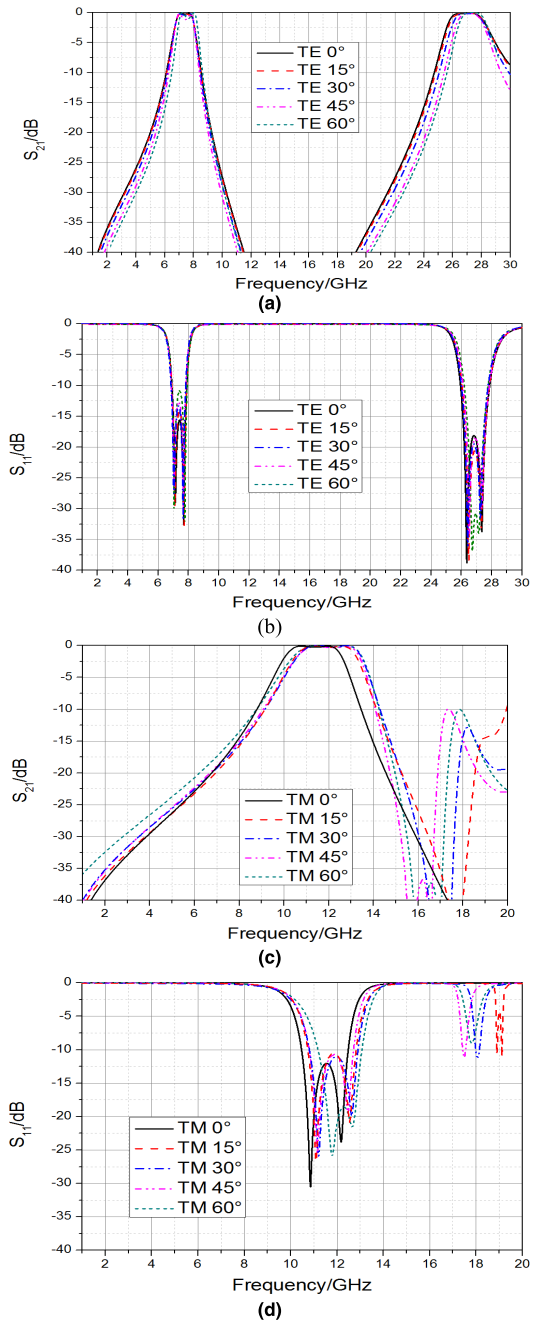 0
-5
-10
-15
-20
-25
-30
-35
-40
S21/dB
TE 0°
TE 15°
TE 30°
TE 45°
TE 60°
2 4 6 8 10 12 14 16 18 20 22 24 26 28 30
Frequency/GHz
(a)
0
-5
-10
-15
-20
-25
-30
-35
-40
S11/dB
TE 0°
TE 15°
TE 30°
TE 45°
TE 60°
2 4 6 8 10 12 14 16 18 20 22 24 26 28 30
Frequency/GHz
(b)
0
-5
-10
-15
-20
-25
-30
-35
-40
S21/dB
TM 0°
TM 15°
TM 30°
TM 45°
TM 60°
2 4 6 8 10 12 14 16 18 20
Frequency/GHz
(c)
0
-5
-10
-15
-20
-25
-30
-35
-40
S11/dB
TM 0°
TM 15°
TM 30°
TM 45°
TM 60°
2 4 6 8 10 12 14 16 18 20
Frequency/GHz
(d)